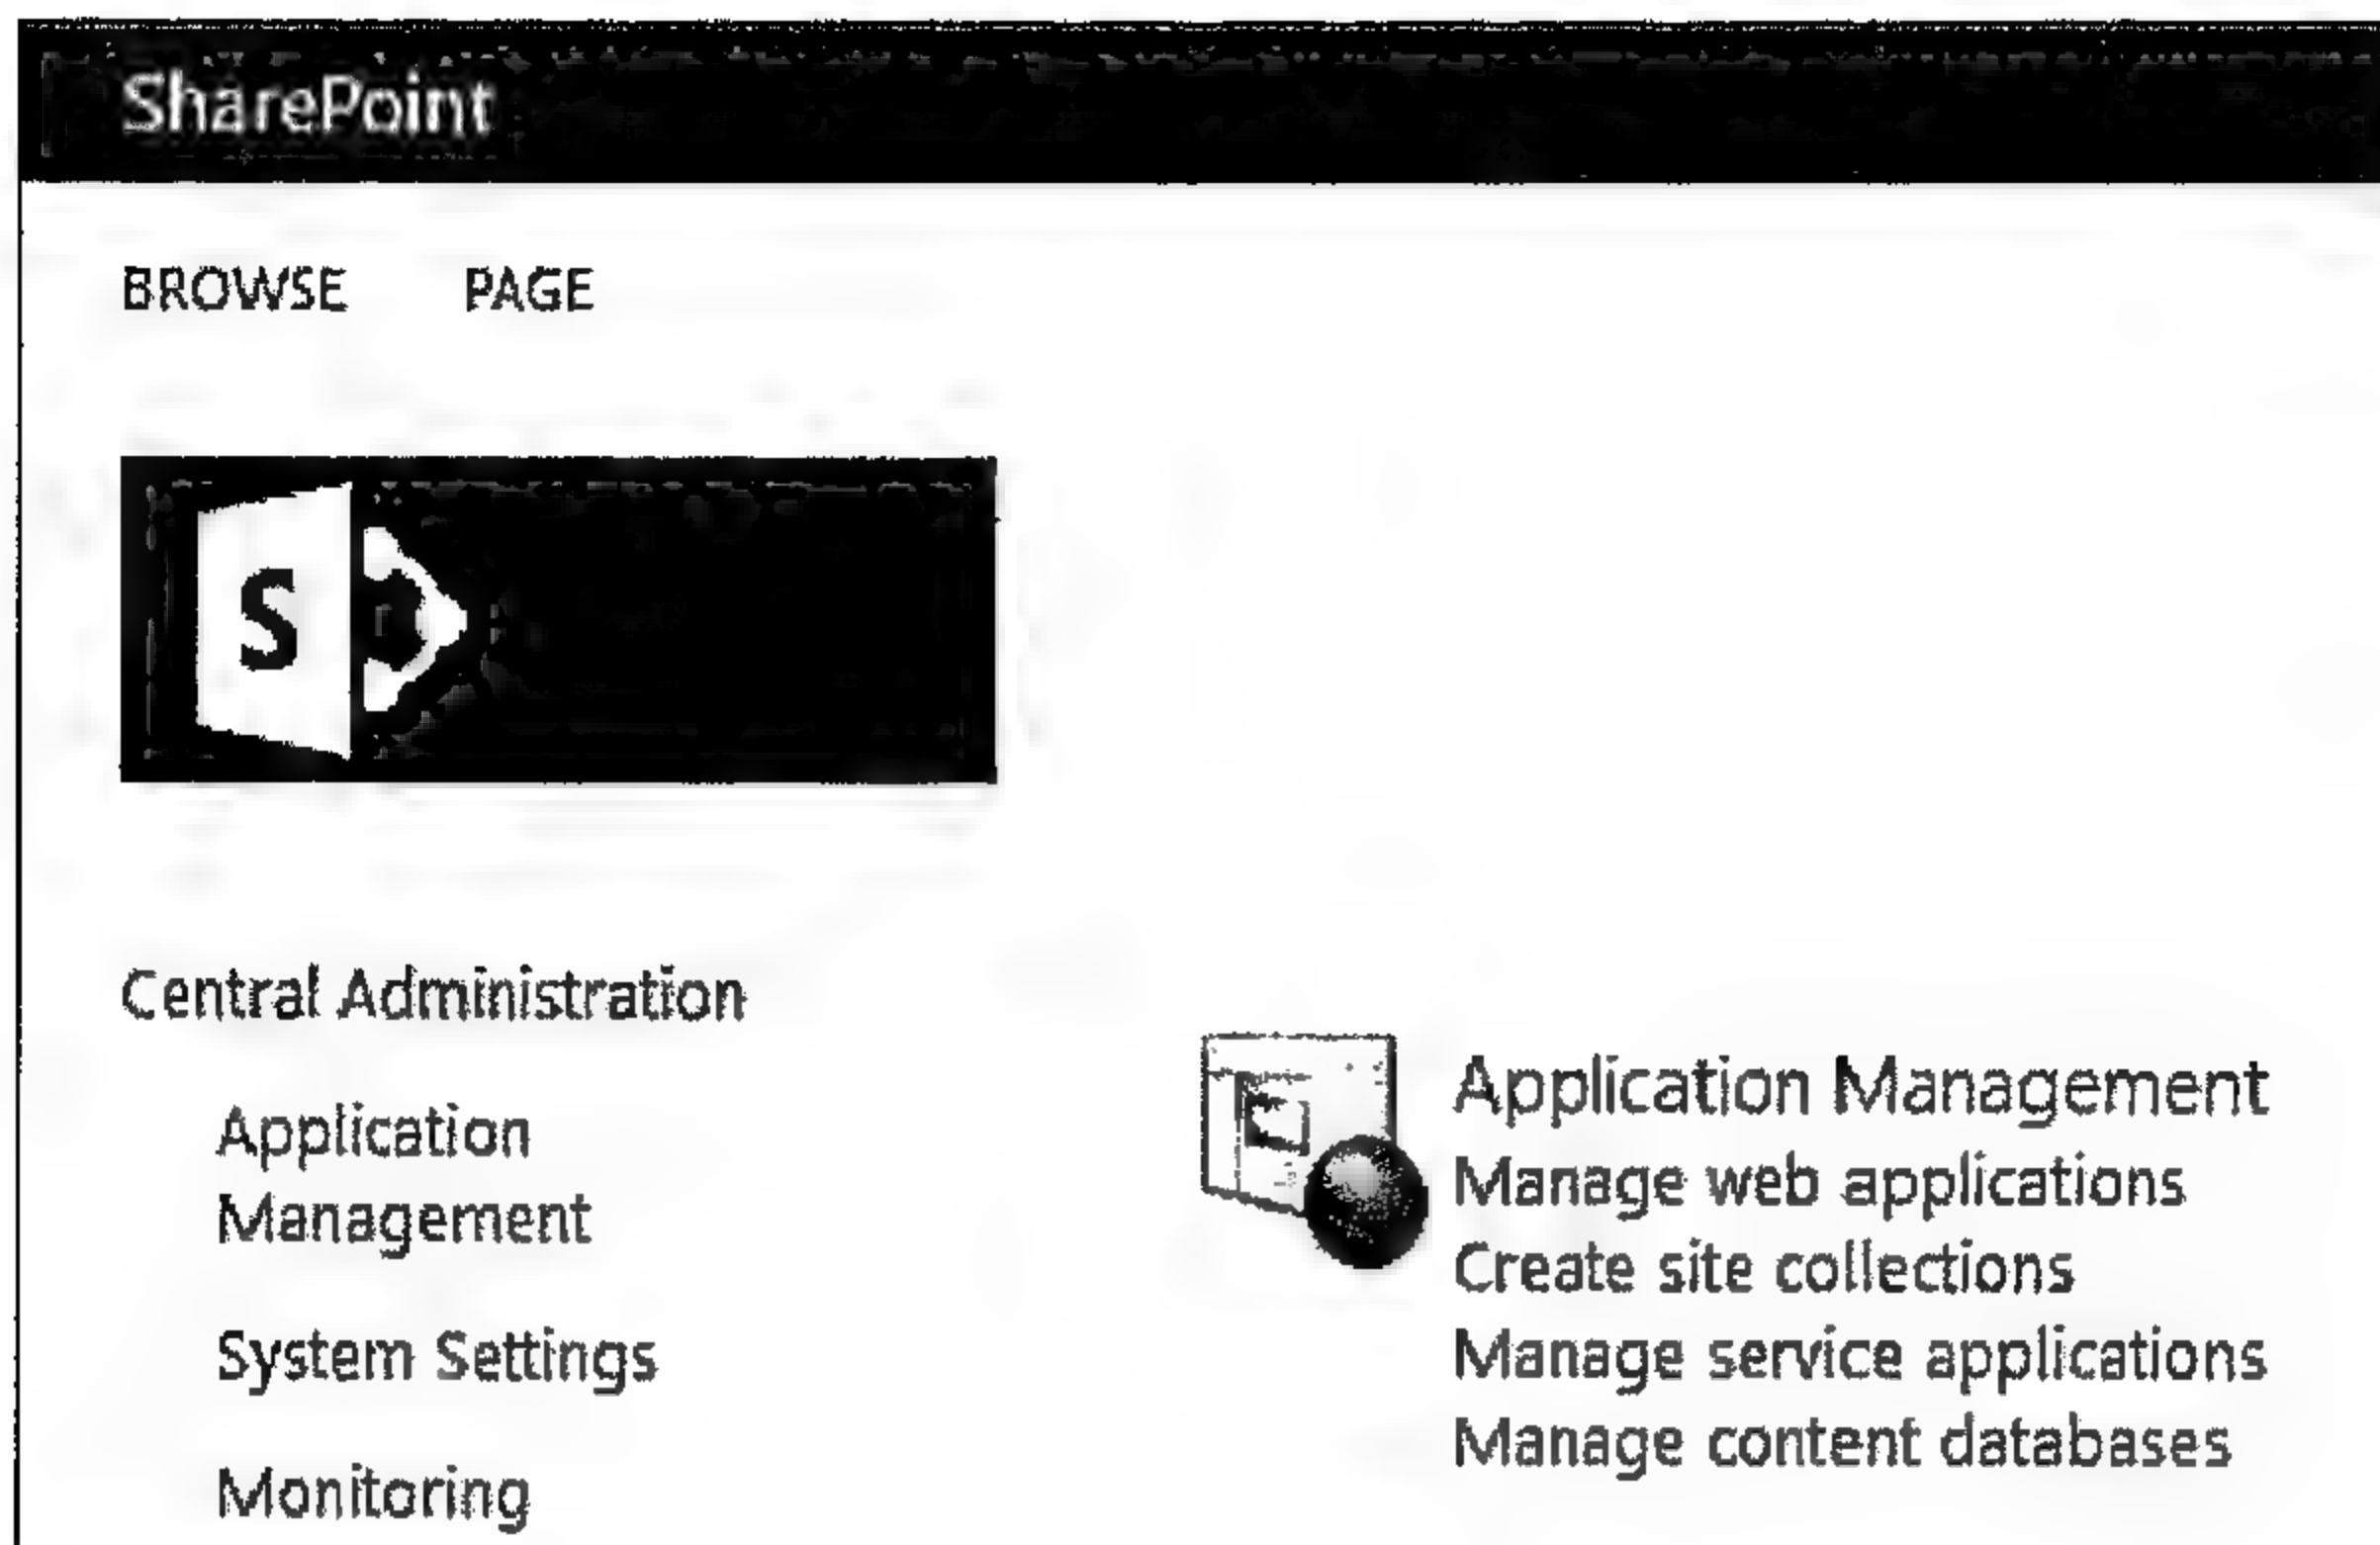 SharePoint
BROWSE PAGE
S
Central Administration
Application
Management
System Settings
Monitoring
Application Management
Manage web applications
Create site collections
Manage service applications
Manage content databases